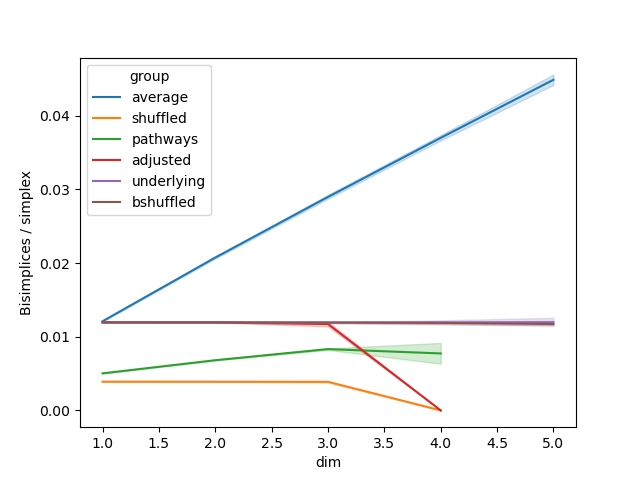 group
average
shuffled
pathways
adjusted
underlying
bshuffled
Bisimplices / simplex
0.04
0.03
0.02
0.01
0.00
1.0 1.5 2.0 2.5 3.0 3.5 4.0 4.5 5.0
dim